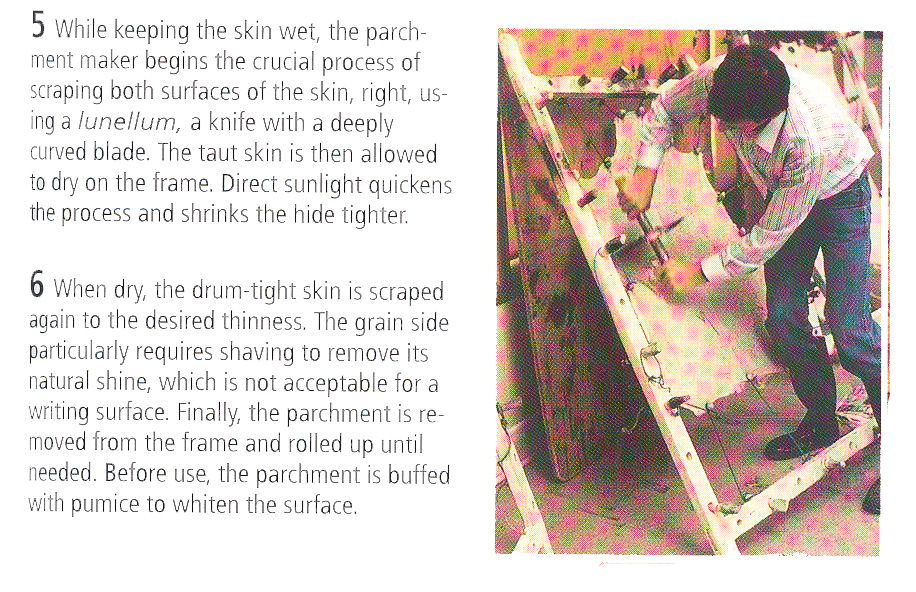 5 While keeping the skin wet, the parch-
ment maker begins the crucial process of
scraping both surfaces of the skin, right, us-
ing a lunellum, a knife with a deeply
curved blade. The taut skin is then allowed
to dry on the frame. Direct sunlight quickens
the process and shrinks the hide tighter.
6 When dry, the drum-tight skin is scraped
again to the desired thinness. The grain side
particularly requires shaving to remove its
natural shine, which is not acceptable for a
writing surface. Finally, the parchment is re-
moved from the frame and rolled up until
needed. Before use, the parchment is buffed
with pumice to whiten the surface.